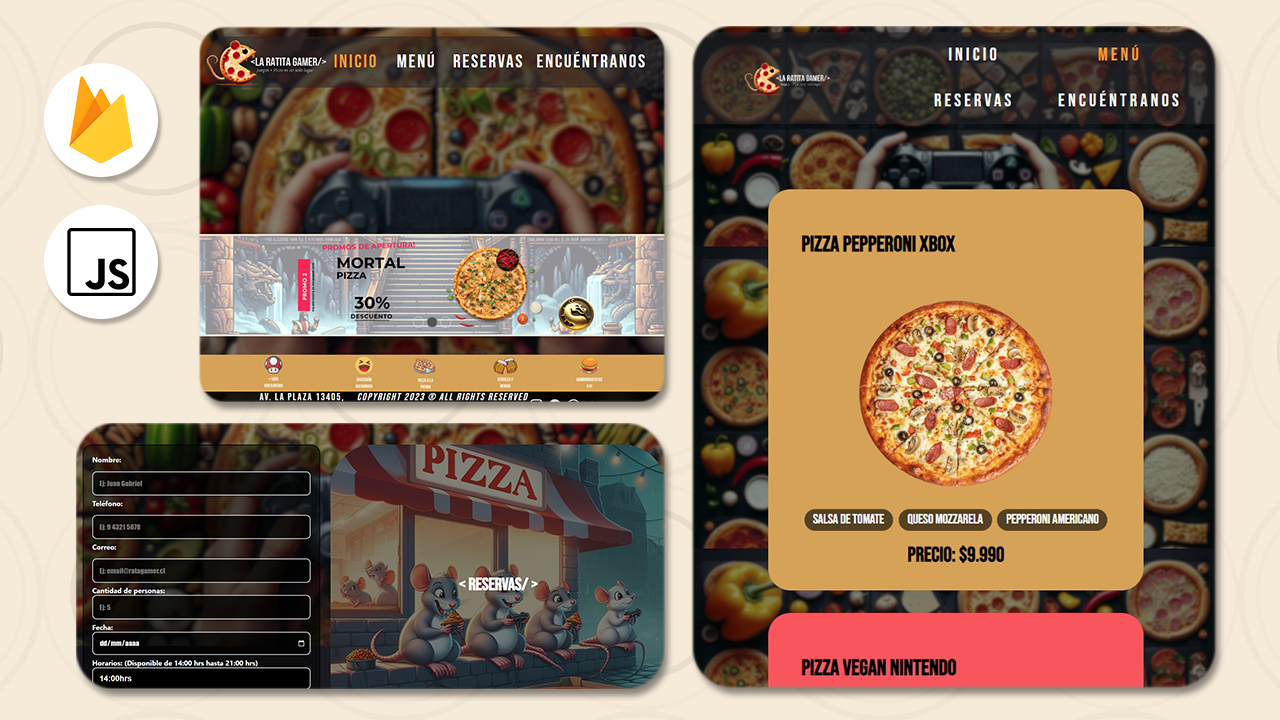 JS
<LA RATITA GAMER/>
INICIO
MENÚ
RESERVAS
ENCUÉNTRANOS
PROMOS DE APERTURA!
PROMO 2
MORTAL
PIZZA
30%
DESCUENTO
AV. LA PLAZA 13405,
COPYRIGHT 2023 ® ALL RIGHTS RESERVED
Nombre:
Ej: Juan Gabriel
Teléfono:
Ej: 9 4321 5678
Correo:
Ej: email@ratagamer.cl
Cantidad de personas:
Ej: 5
Fecha:
dd/mm/aaaa
Horarios: (Disponible de 14:00 hrs hasta 21:00 hrs)
14:00hrs
PIZZA
< RESERVAS/ >
<LA RATITA GAMER/>
INICIO
MENÚ
RESERVAS
ENCUÉNTRANOS
PIZZA PEPPERONI XBOX
SALSA DE TOMATE
QUESO MOZZARELA
PEPPERONI AMERICANO
PRECIO: $9.990
PIZZA VEGAN NINTENDO